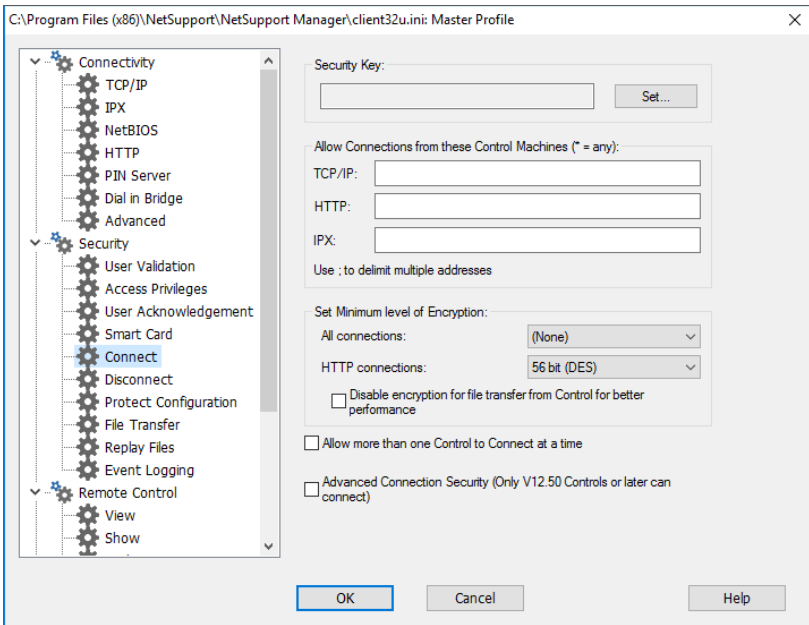 C:\Program Files (x86)\NetSupport\NetSupport Manager\client32u.ini: Master Profile
Connectivity
TCP/IP
IPX
NetBIOS
HTTP
PIN Server
Dial in Bridge
Advanced
Security
User Validation
Access Privileges
User Acknowledgement
Smart Card
Connect
Disconnect
Protect Configuration
File Transfer
Replay Files
Event Logging
Remote Control
View
Show
Security Key:
Set...
Allow Connections from these Control Machines (* = any):
TCP/IP:
HTTP:
IPX:
Use ; to delimit multiple addresses
Set Minimum level of Encryption:
All connections: (None)
HTTP connections: 56 bit (DES)
Disable encryption for file transfer from Control for better
performance
Allow more than one Control to Connect at a time
Advanced Connection Security (Only V12.50 Controls or later can
connect)
OK Cancel Help